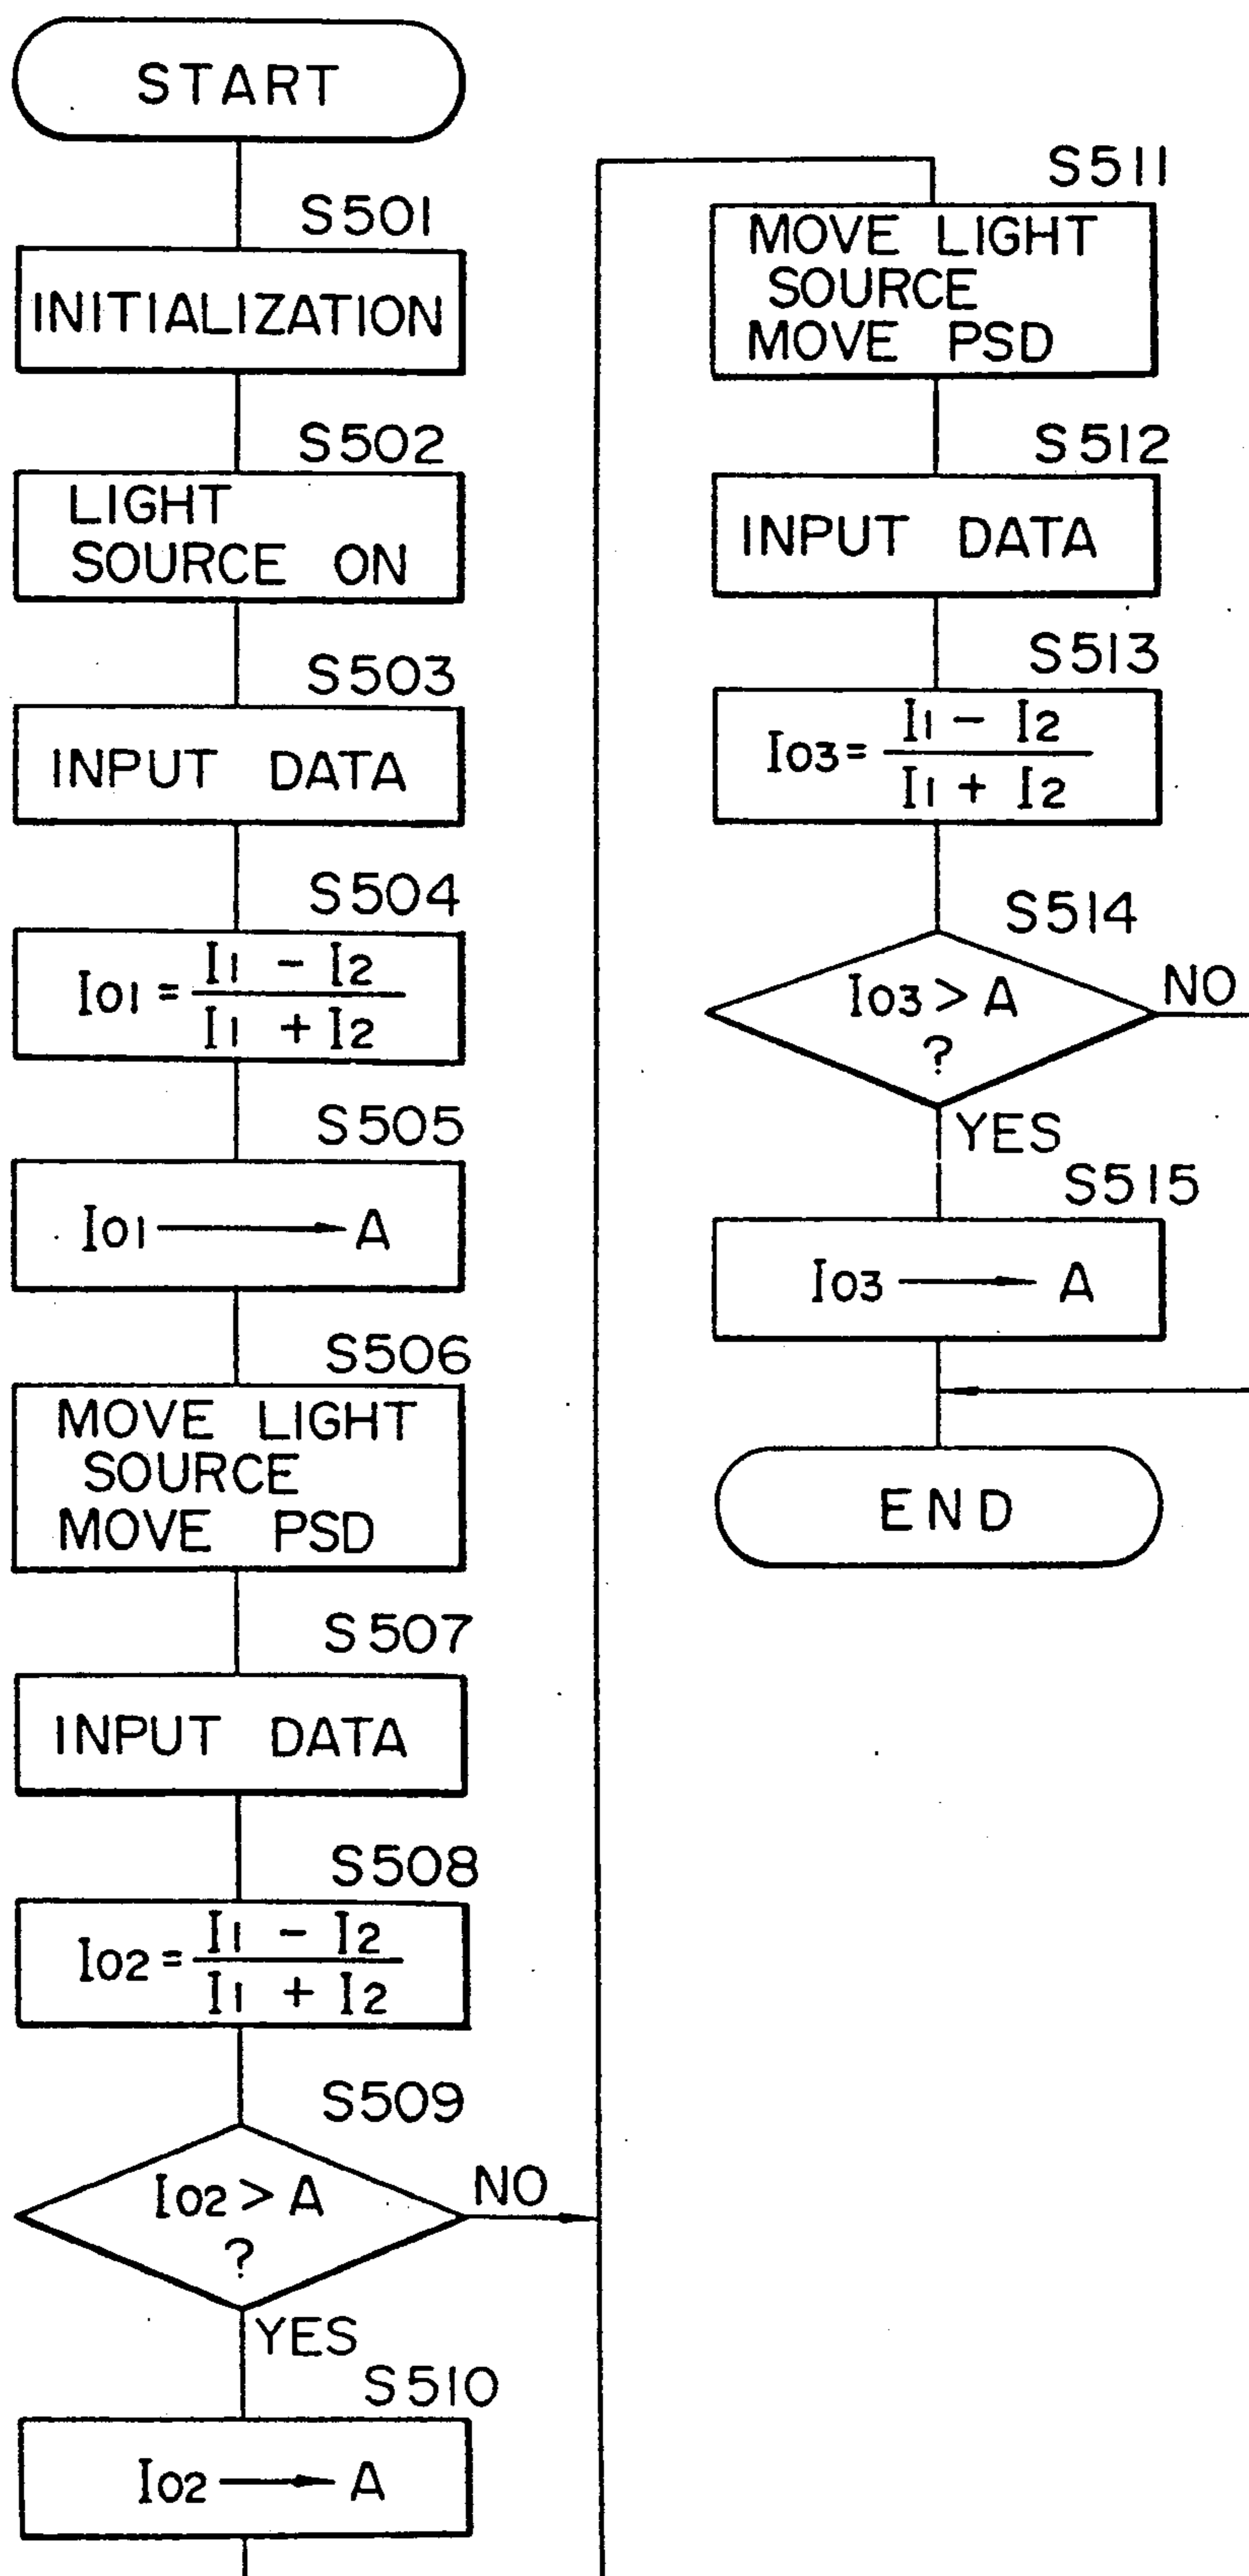 START
S501
INITIALIZATION
S502
LIGHT
SOURCE ON
S503
INPUT DATA
S504
I01 = I1 - I2
I1 + I2
S505
I01 → A
S506
MOVE LIGHT
SOURCE
MOVE PSD
S507
INPUT DATA
S508
I02 = I1 - I2
I1 + I2
S509
I02 > A
?
NO
YES
S510
I02 → A
S511
MOVE LIGHT
SOURCE
MOVE PSD
S512
INPUT DATA
S513
I03 = I1 - I2
I1 + I2
S514
I03 > A
?
NO
YES
S515
I03 → A
END